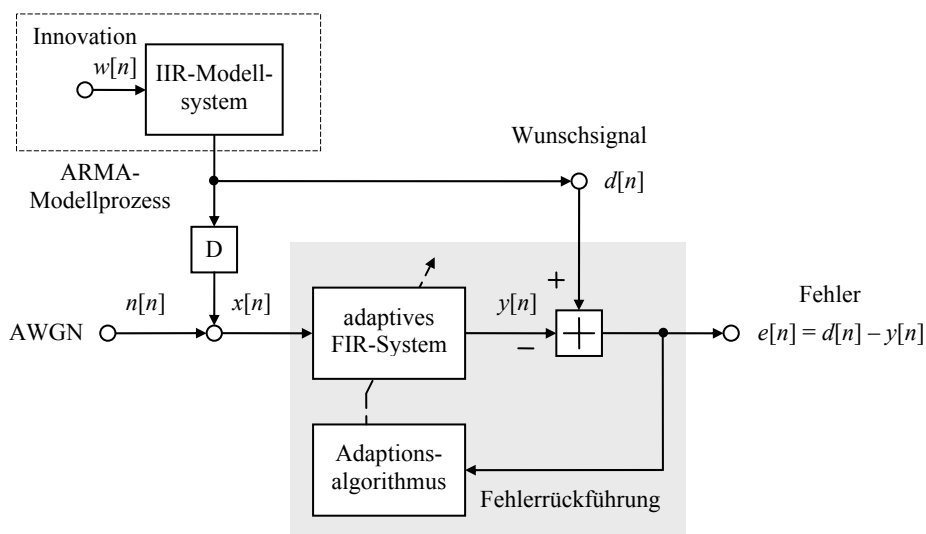 Innovation
w[n]
IIR-Modell-
system
Wunschsignal
d[n]
ARMA-
Modellprozess
D
n[n]
x[n]
AWGN
adaptives
FIR-System
y[n]
+
−
+
Fehler
e[n] = d[n] – y[n]
Adaptions-
algorithmus
Fehlerrückführung